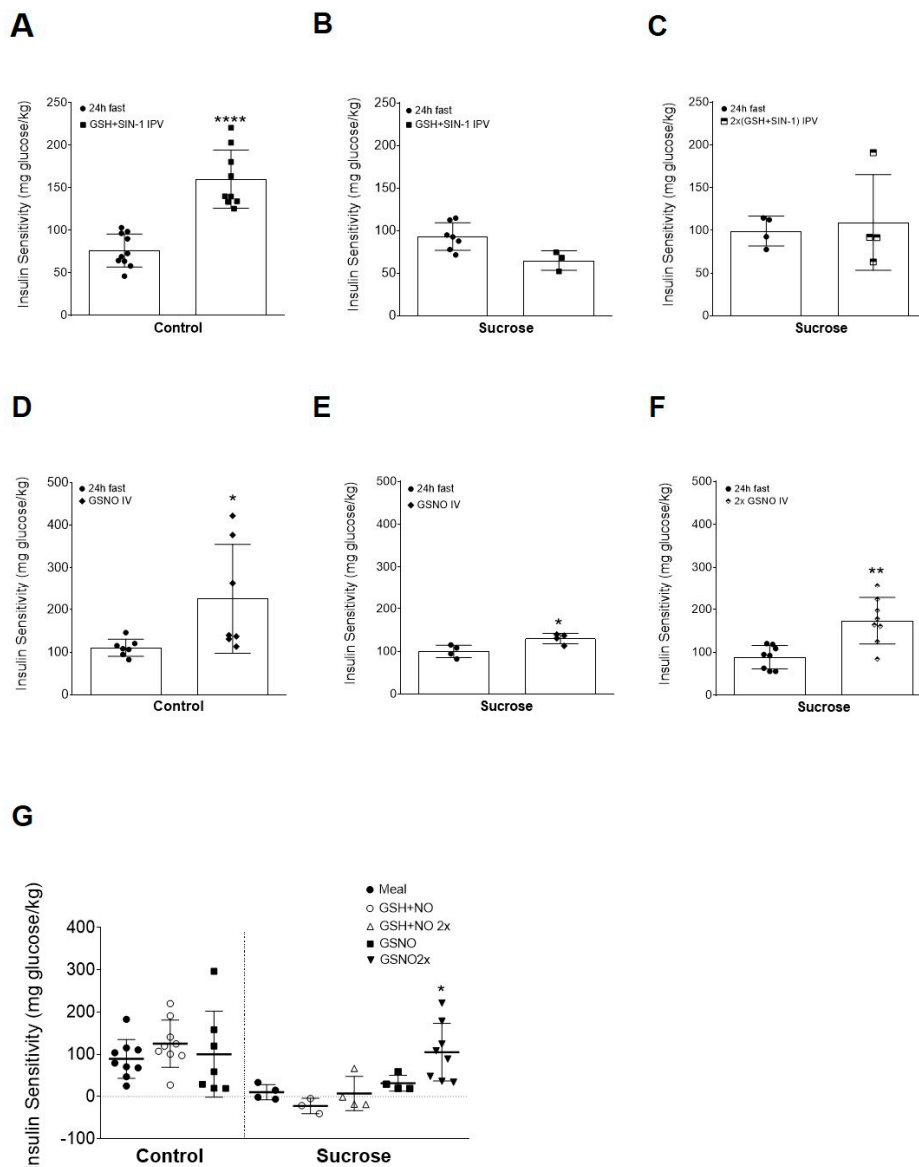 A
Insulin Sensitivity (mg glucose/kg)
250
200
150
100
50
0
24h fast
GSH+SIN-1 IPV
****
Control
B
Insulin Sensitivity (mg glucose/kg)
250
200
150
100
50
0
24h fast
GSH+SIN-1 IPV
Sucrose
C
Insulin Sensitivity (mg glucose/kg)
250
200
150
100
50
0
24h fast
2x(GSH+SIN-1) IPV
Sucrose
D
Insulin Sensitivity (mg glucose/kg)
500
400
300
200
100
0
24h fast
GSNO IV
*
Control
E
Insulin Sensitivity (mg glucose/kg)
500
400
300
200
100
0
24h fast
GSNO IV
*
Sucrose
F
Insulin Sensitivity (mg glucose/kg)
500
400
300
200
100
0
24h fast
2x GSNO IV
**
Sucrose
G
nsulin Sensitivity (mg glucose/kg)
400
300
200
100
0
-100
Meal
GSH+NO
GSH+NO 2x
GSNO
GSNO2x
*
Control
Sucrose